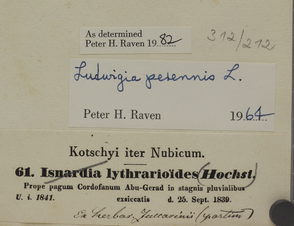 As determined
Peter H. Raven 1982
312/212
Ludwigia perennis L.
Peter H. Raven 1964
Kotschyi iter Nubicum.
61. Isnardia lythrarioïdes Hochst.
Prope pagum Cordofanum Abu-Gerad in stagnis pluvialibus
U. i. 1841. exsiccatis d. 25. Sept. 1839.
Ex herbar. Zuccarinii (partim)